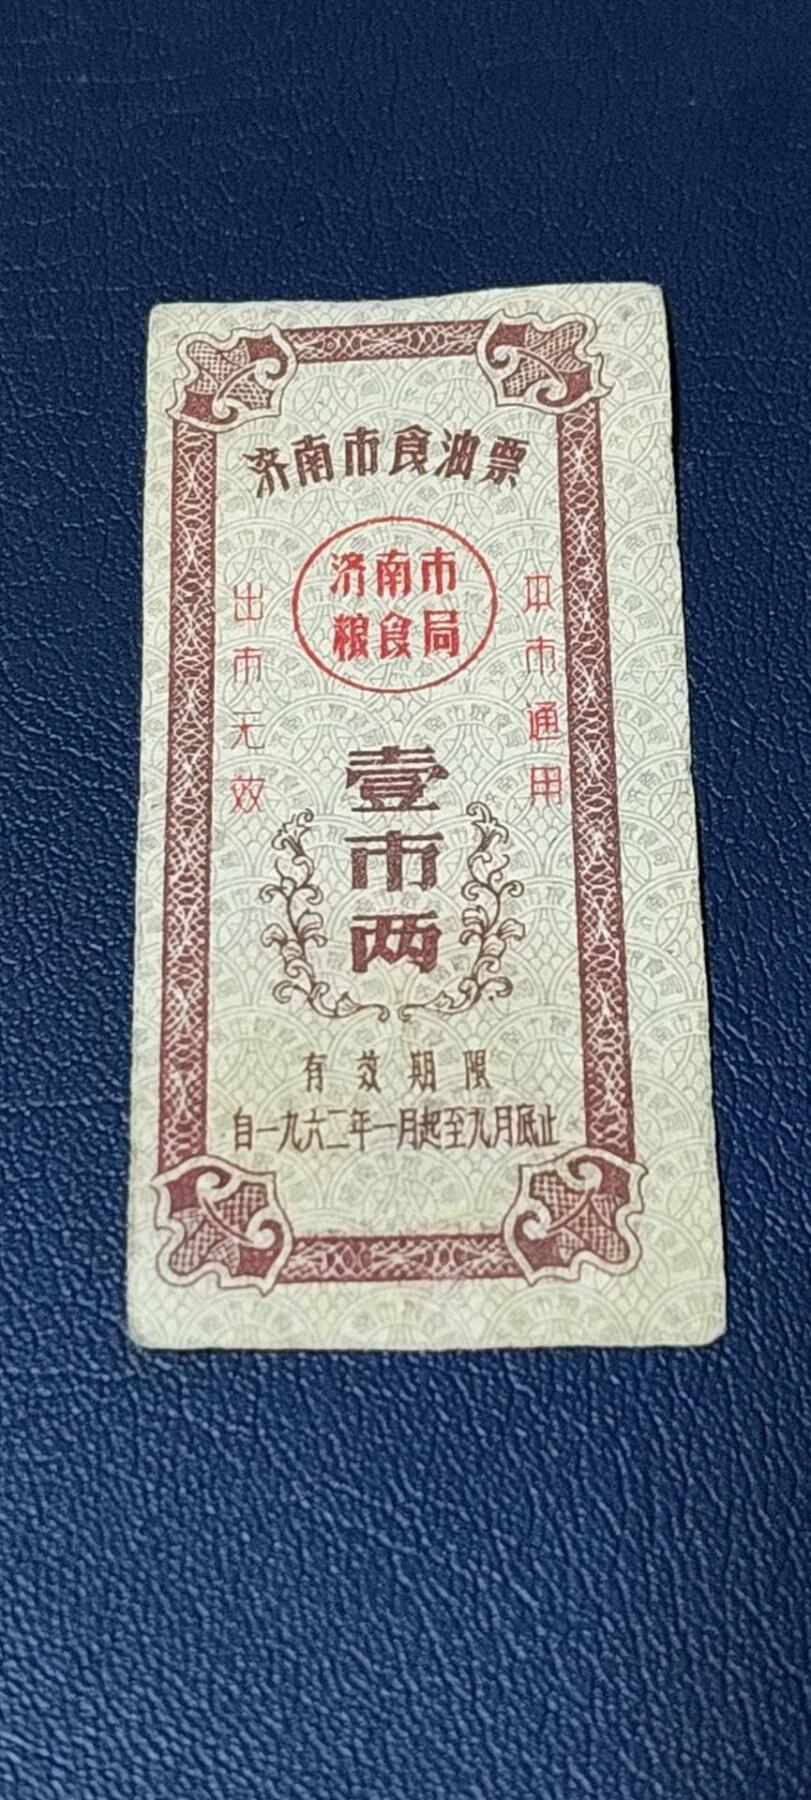 济南市食油票
济南市
粮食局
本市通用
出市无效
壹市两
有效期限
自一九六二年一月起至九月底止